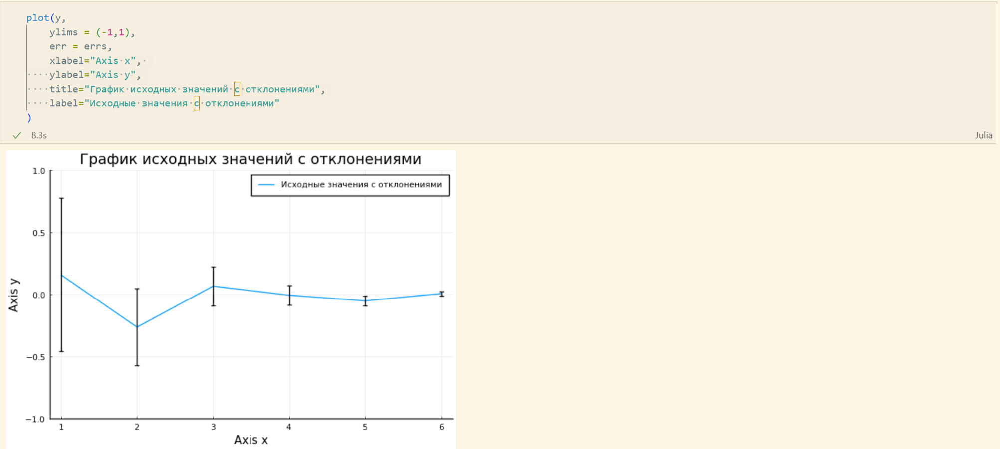 plot(y,
ylims = (-1,1),
err = errs,
xlabel="Axis x",
ylabel="Axis y",
title="График исходных значений с отклонениями",
label="Исходные значения с отклонениями"
)
8.3s
Julia
График исходных значений с отклонениями
Исходные значения с отклонениями
1.0
0.5
0.0
−0.5
−1.0
Axis y
1 2 3 4 5 6
Axis x